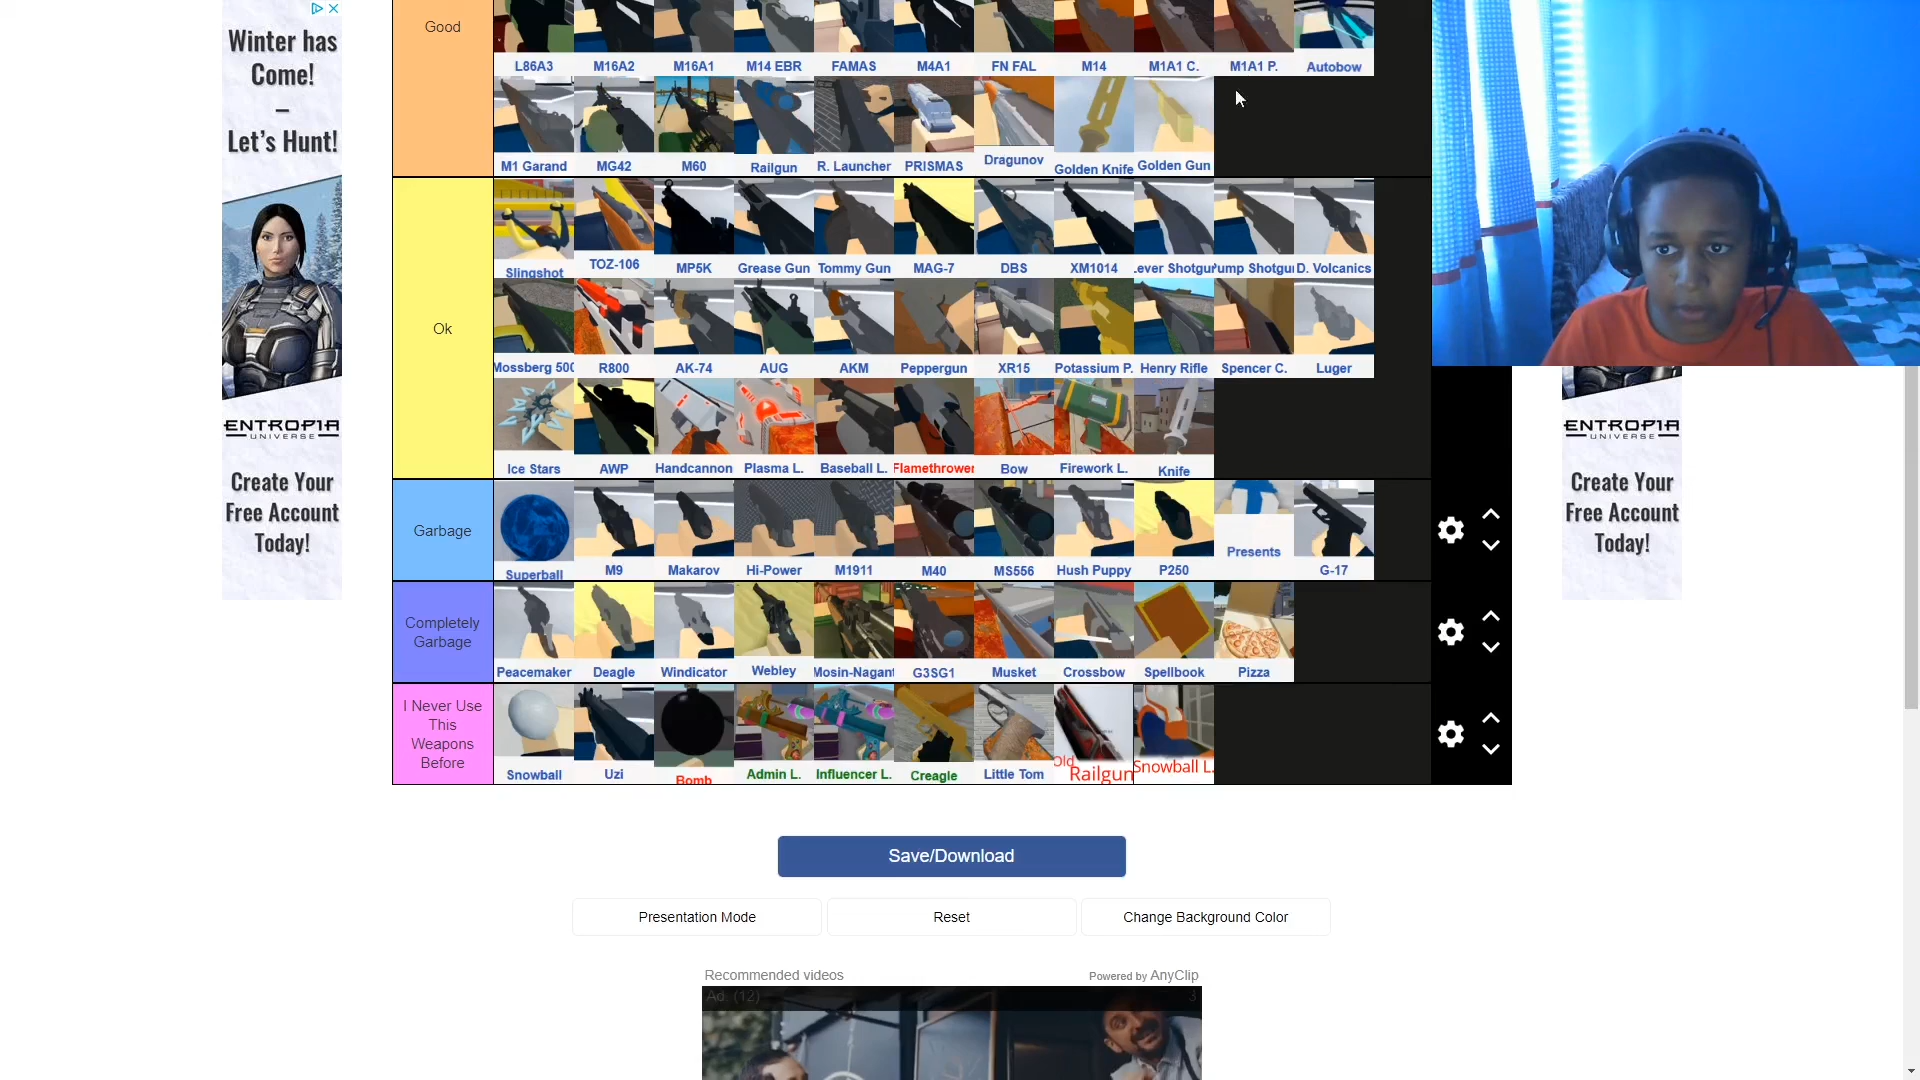 Winter has
Come!
–
Let's Hunt!
ENTROPIA
UNIVERSE
Create Your
Free Account
Today!
Good
L86A3 M16A2 M16A1 M14 EBR FAMAS M4A1 FN FAL M14 M1A1 C. M1A1 P. Autobow
M1 Garand MG42 M60 Railgun R. Launcher PRISMAS Dragunov Golden Knife Golden Gun
Ok
Slingshot TOZ-106 MP5K Grease Gun Tommy Gun MAG-7 DBS XM1014 Lever Shotgun Pump Shotgun D. Volcanics
Mossberg 500 R800 AK-74 AUG AKM Peppergun XR15 Potassium P. Henry Rifle Spencer C. Luger
Ice Stars AWP Handcannon Plasma L. Baseball L. Flamethrower Bow Firework L. Knife
Garbage
Superball M9 Makarov Hi-Power M1911 M40 MS556 Hush Puppy P250 Presents G-17
Completely
Garbage
Peacemaker Deagle Windicator Webley Mosin-Nagant G3SG1 Musket Crossbow Spellbook Pizza
I Never Use
This
Weapons
Before
Snowball Uzi Bomb Admin L. Influencer L. Creagle Little Tom Old Railgun Snowball L.
ENTROPIA
UNIVERSE
Create Your
Free Account
Today!
Save/Download
Presentation Mode
Reset
Change Background Color
Recommended videos
Powered by AnyClip
Ad. (12)
3